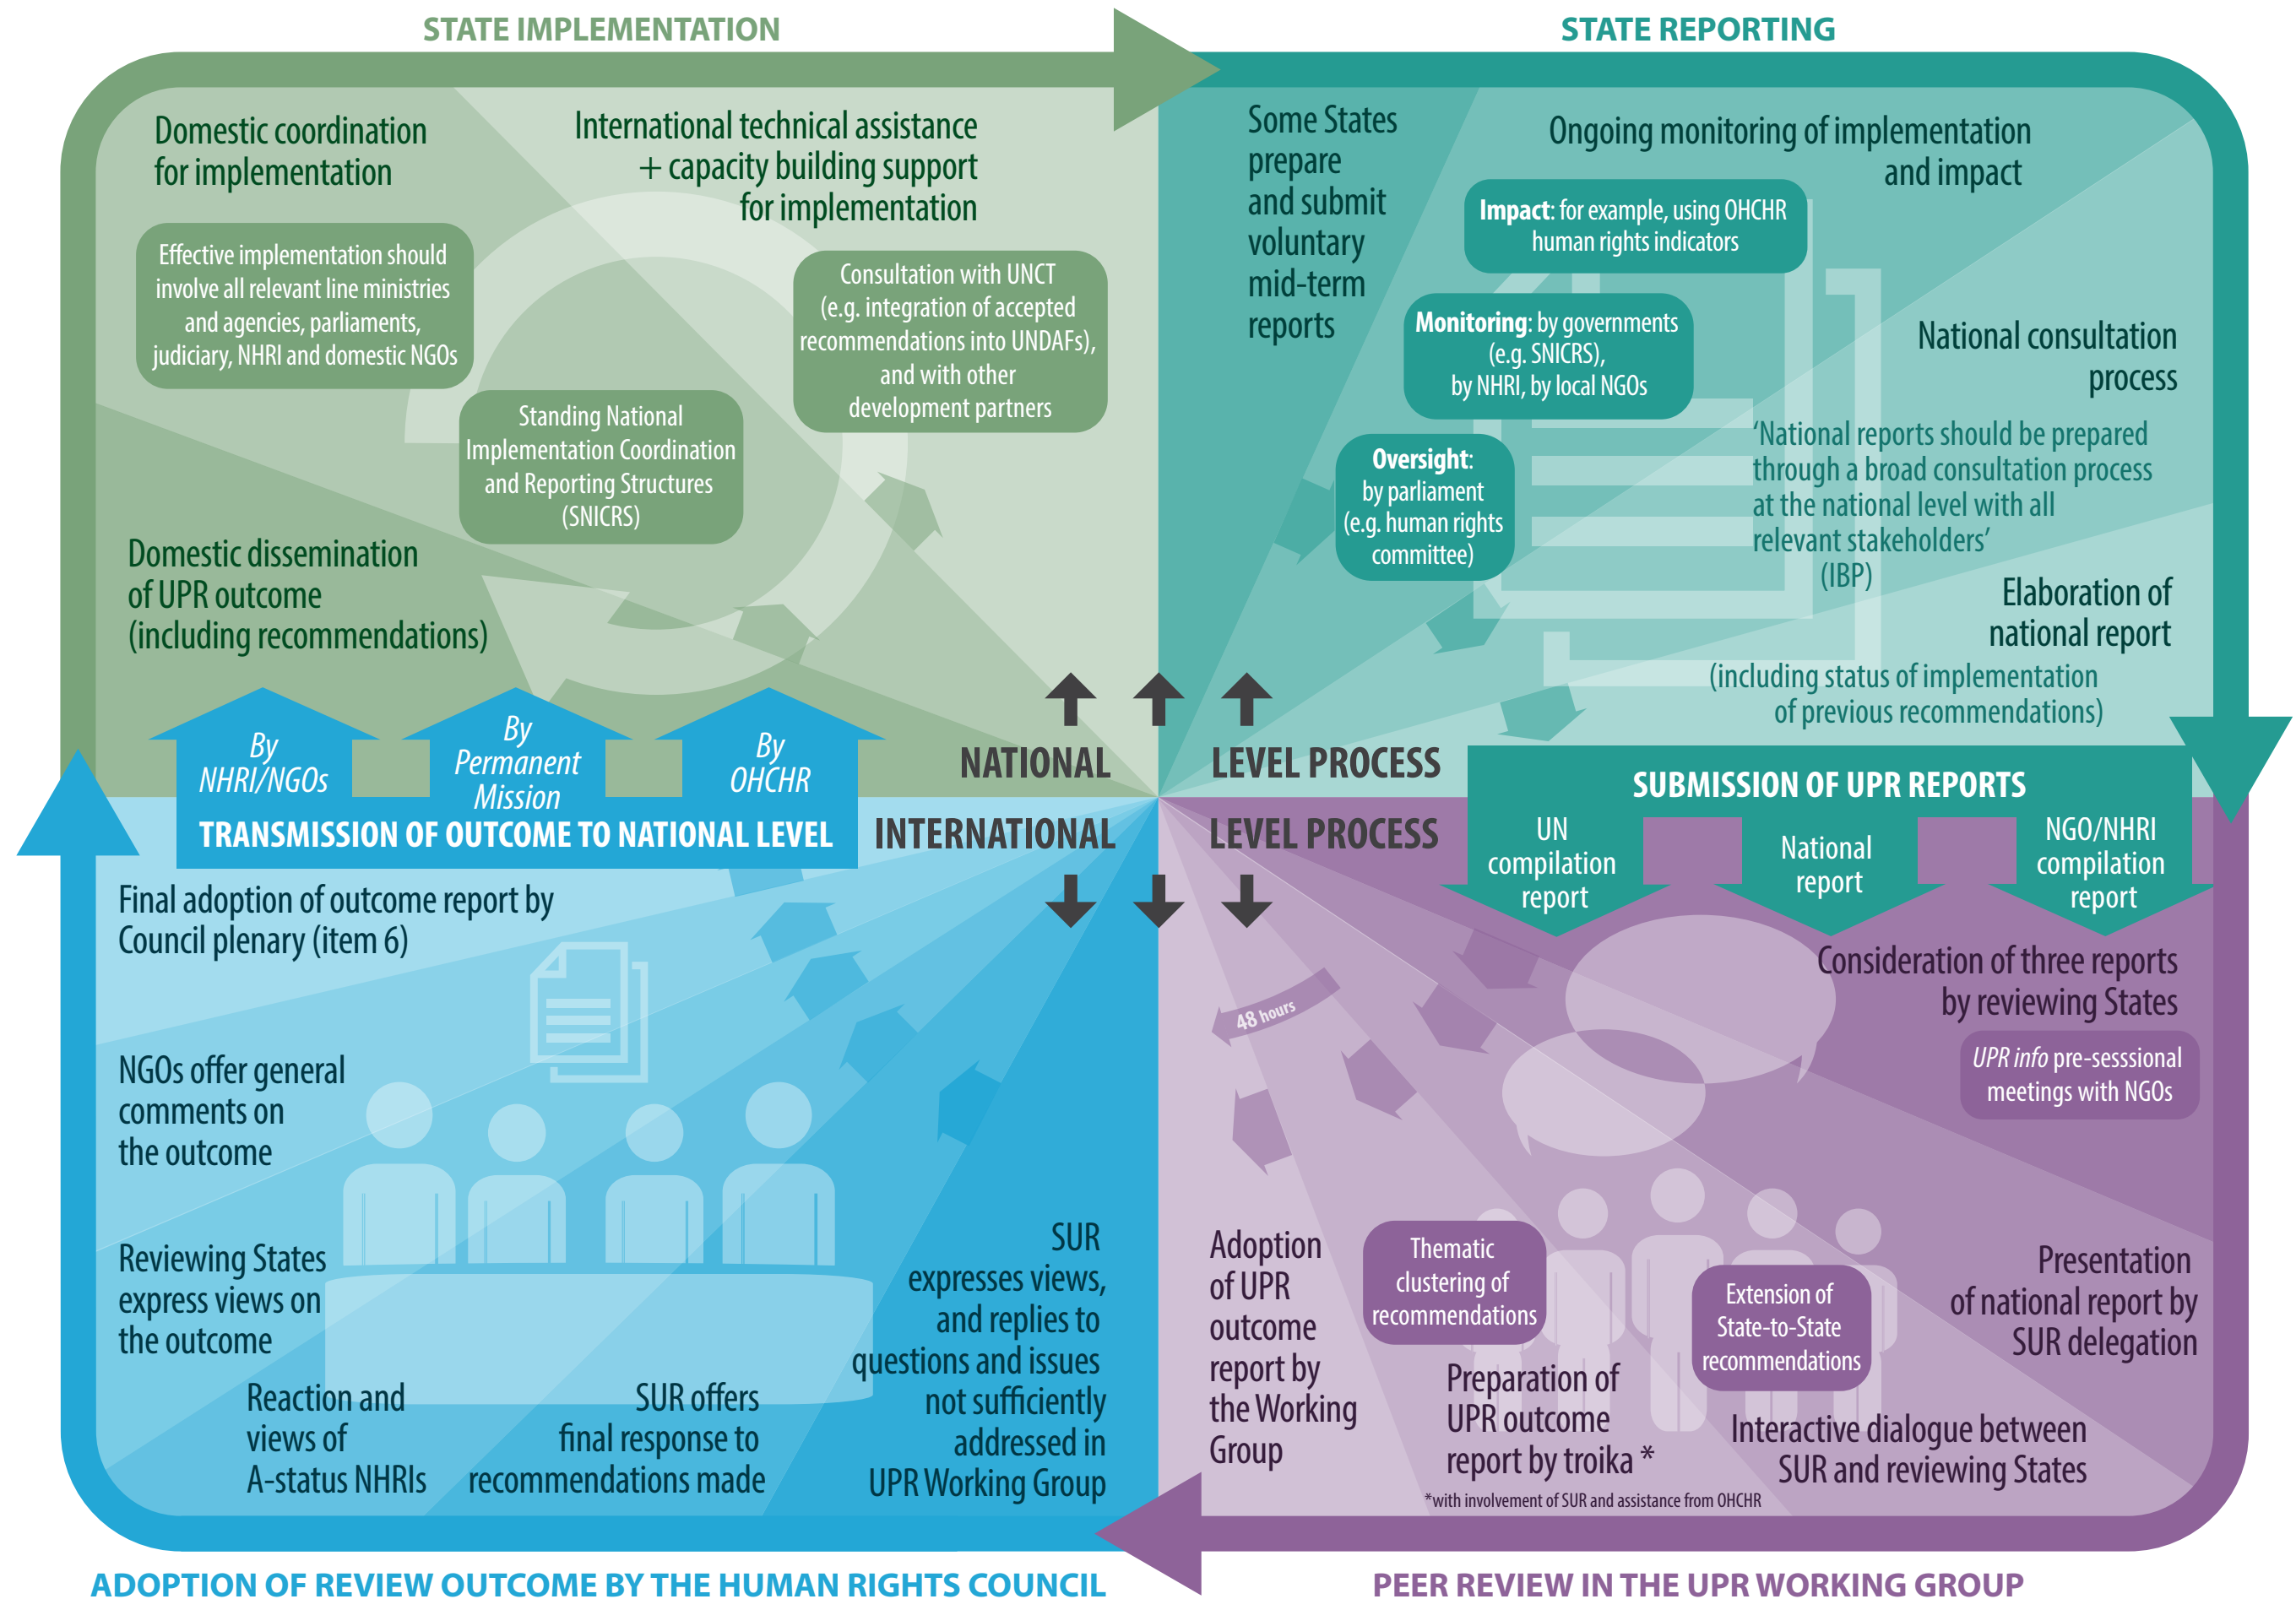 STATE IMPLEMENTATION
STATE REPORTING
Domestic coordination
for implementation
Effective implementation should
involve all relevant line ministries
and agencies, parliaments,
judiciary, NHRI and domestic NGOs
International technical assistance
+ capacity building support
for implementation
Consultation with UNCT
(e.g. integration of accepted
recommendations into UNDAFs),
and with other
development partners
Standing National
Implementation Coordination
and Reporting Structures
(SNICRS)
Domestic dissemination
of UPR outcome
(including recommendations)
Some States
prepare
and submit
voluntary
mid-term
reports
Ongoing monitoring of implementation
and impact
Impact: for example, using OHCHR
human rights indicators
Monitoring: by governments
(e.g. SNICRS),
by NHRI, by local NGOs
Oversight:
by parliament
(e.g. human rights
committee)
National consultation
process
‘National reports should be prepared
through a broad consultation process
at the national level with all
relevant stakeholders’
(IBP)
Elaboration of
national report
(including status of implementation
of previous recommendations)
By
NHRI/NGOs
By
Permanent
Mission
By
OHCHR
TRANSMISSION OF OUTCOME TO NATIONAL LEVEL
NATIONAL LEVEL PROCESS
INTERNATIONAL LEVEL PROCESS
SUBMISSION OF UPR REPORTS
UN
compilation
report
National
report
NGO/NHRI
compilation
report
Consideration of three reports
by reviewing States
UPR info pre-sesssional
meetings with NGOs
Presentation
of national report by
SUR delegation
Extension of
State-to-State
recommendations
Interactive dialogue between
SUR and reviewing States
Thematic
clustering of
recommendations
Preparation of
UPR outcome
report by troika *
*with involvement of SUR and assistance from OHCHR
48 hours
Adoption
of UPR
outcome
report by
the Working
Group
SUR
expresses views,
and replies to
questions and issues
not sufficiently
addressed in
UPR Working Group
SUR offers
final response to
recommendations made
Reaction and
views of
A-status NHRIs
Reviewing States
express views on
the outcome
NGOs offer general
comments on
the outcome
Final adoption of outcome report by
Council plenary (item 6)
ADOPTION OF REVIEW OUTCOME BY THE HUMAN RIGHTS COUNCIL
PEER REVIEW IN THE UPR WORKING GROUP